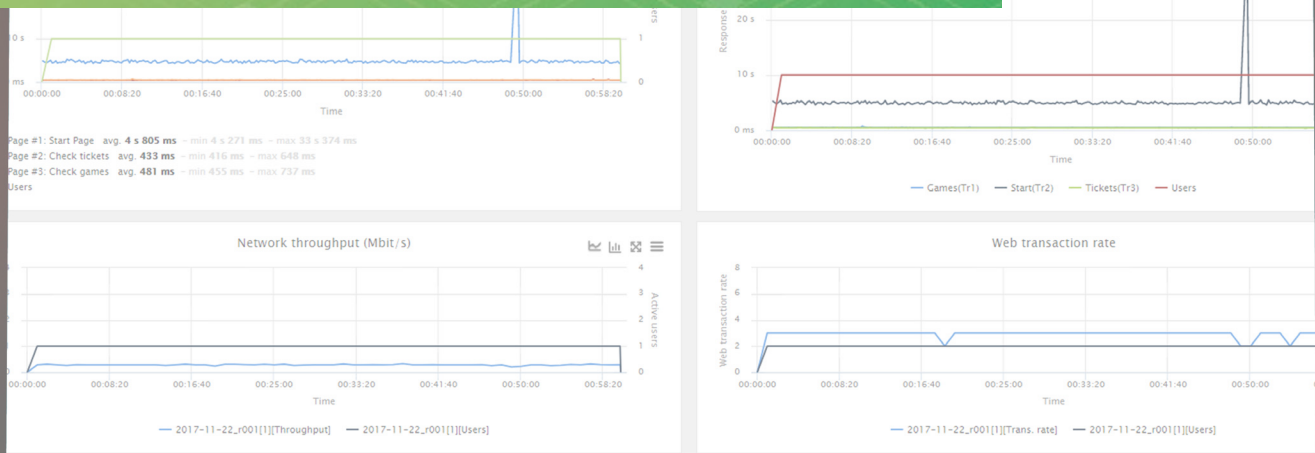 ers
0 s
1
ms
0
00:00:00 00:08:20 00:16:40 00:25:00 00:33:20 00:41:40 00:50:00 00:58:20
Time
Page #1: Start Page avg. 4 s 805 ms - min 4 s 271 ms - max 33 s 374 ms
Page #2: Check tickets avg. 433 ms - min 416 ms - max 648 ms
Page #3: Check games avg. 481 ms - min 455 ms - max 737 ms
Users
Response
20 s
10 s
0 ms
00:00:00 00:08:20 00:16:40 00:25:00 00:33:20 00:41:40 00:50:00
Time
Games(Tr1) Start(Tr2) Tickets(Tr3) Users
Network throughput (Mbit/s)
4
3
2
1
0
Active users
00:00:00 00:08:20 00:16:40 00:25:00 00:33:20 00:41:40 00:50:00 00:58:20
Time
2017-11-22_r001[1][Throughput] 2017-11-22_r001[1][Users]
Web transaction rate
Web transaction rate
8
6
4
2
0
00:00:00 00:08:20 00:16:40 00:25:00 00:33:20 00:41:40 00:50:00
Time
2017-11-22_r001[1][Trans. rate] 2017-11-22_r001[1][Users]